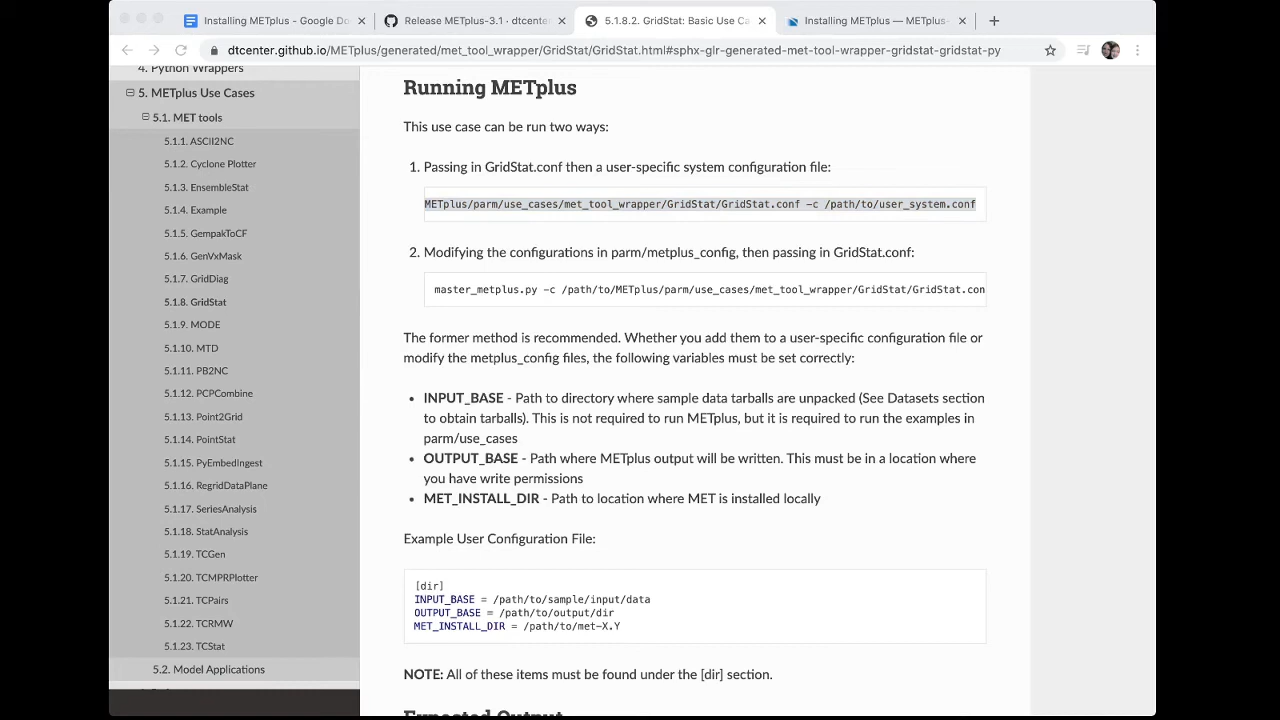 Installing METplus - Google Do
Release METplus-3.1 · dtcente
5.1.8.2. GridStat: Basic Use Ca
Installing METplus — METplus
dtcenter.github.io/METplus/generated/met_tool_wrapper/GridStat/GridStat.html#sphx-glr-generated-met-tool-wrapper-gridstat-gridstat-py
4. Python Wrappers
5. METplus Use Cases
5.1. MET tools
5.1.1. ASCII2NC
5.1.2. Cyclone Plotter
5.1.3. EnsembleStat
5.1.4. Example
5.1.5. GempakToCF
5.1.6. GenVxMask
5.1.7. GridDiag
5.1.8. GridStat
5.1.9. MODE
5.1.10. MTD
5.1.11. PB2NC
5.1.12. PCPCombine
5.1.13. Point2Grid
5.1.14. PointStat
5.1.15. PyEmbedIngest
5.1.16. RegridDataPlane
5.1.17. SeriesAnalysis
5.1.18. StatAnalysis
5.1.19. TCGen
5.1.20. TCMPRPlotter
5.1.21. TCPairs
5.1.22. TCRMW
5.1.23. TCStat
5.2. Model Applications
Running METplus
This use case can be run two ways:
1. Passing in GridStat.conf then a user-specific system configuration file:
METplus/parm/use_cases/met_tool_wrapper/GridStat/GridStat.conf -c /path/to/user_system.conf
2. Modifying the configurations in parm/metplus_config, then passing in GridStat.conf:
master_metplus.py -c /path/to/METplus/parm/use_cases/met_tool_wrapper/GridStat/GridStat.con
The former method is recommended. Whether you add them to a user-specific configuration file or
modify the metplus_config files, the following variables must be set correctly:
• INPUT_BASE - Path to directory where sample data tarballs are unpacked (See Datasets section
to obtain tarballs). This is not required to run METplus, but it is required to run the examples in
parm/use_cases
• OUTPUT_BASE - Path where METplus output will be written. This must be in a location where
you have write permissions
• MET_INSTALL_DIR - Path to location where MET is installed locally
Example User Configuration File:
[dir]
INPUT_BASE = /path/to/sample/input/data
OUTPUT_BASE = /path/to/output/dir
MET_INSTALL_DIR = /path/to/met-X.Y
NOTE: All of these items must be found under the [dir] section.
Expected Output